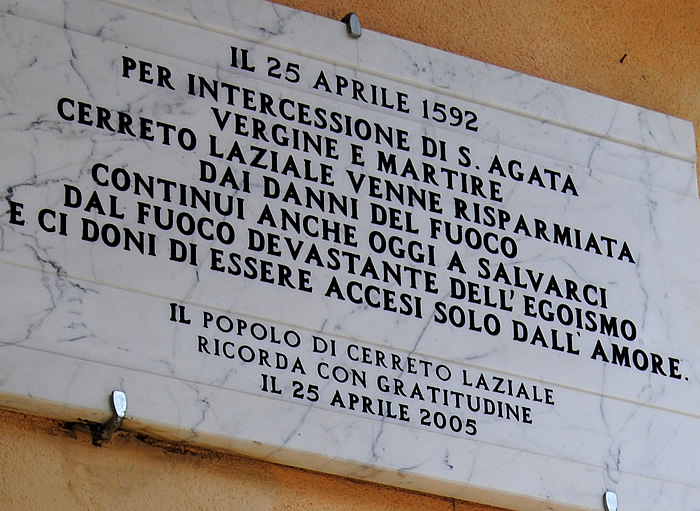 IL 25 APRILE 1592
PER INTERCESSIONE DI S. AGATA
VERGINE E MARTIRE
CERRETO LAZIALE VENNE RISPARMIATA
DAI DANNI DEL FUOCO
CONTINUI ANCHE OGGI A SALVARCI
DAL FUOCO DEVASTANTE DELL' EGOISMO
E CI DONI DI ESSERE ACCESI SOLO DALL' AMORE.
IL POPOLO DI CERRETO LAZIALE
RICORDA CON GRATITUDINE
IL 25 APRILE 2005